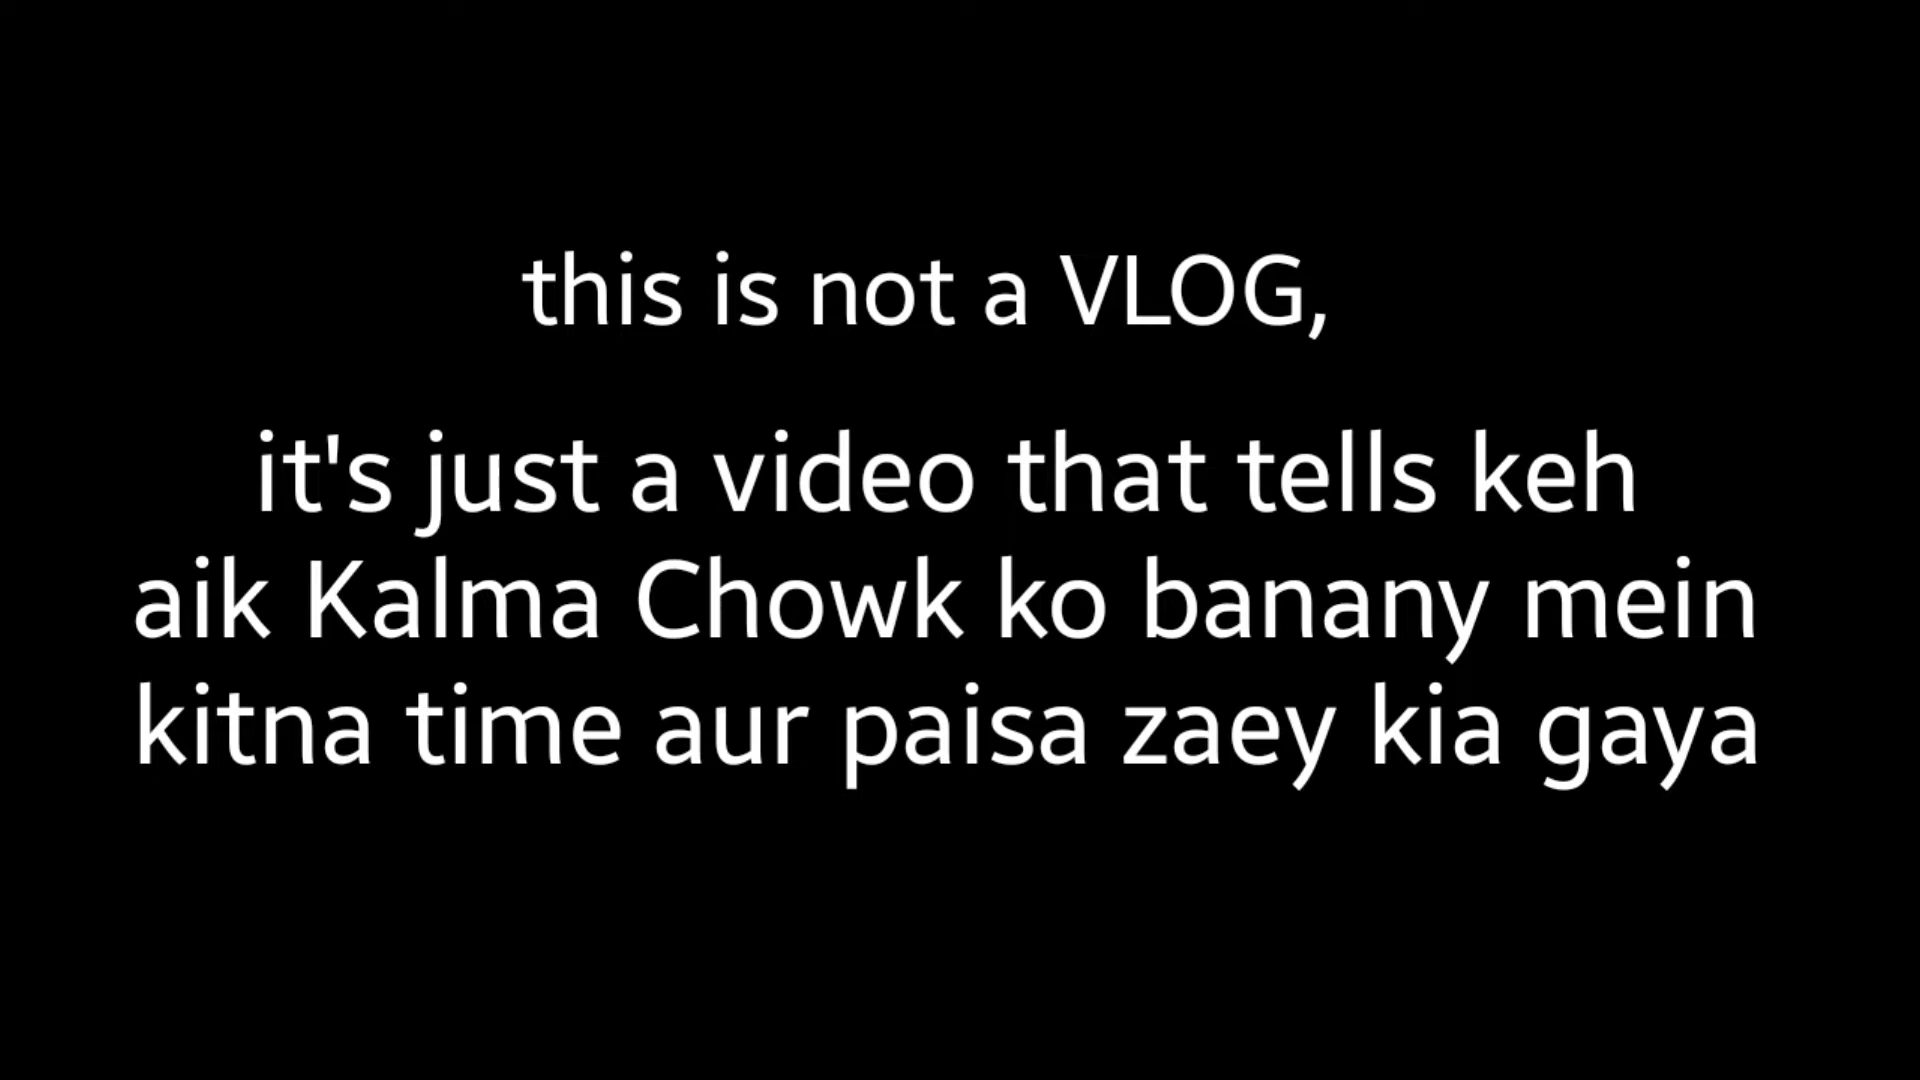 this is not a VLOG,
it's just a video that tells keh
aik Kalma Chowk ko banany mein
kitna time aur paisa zaey kia gaya